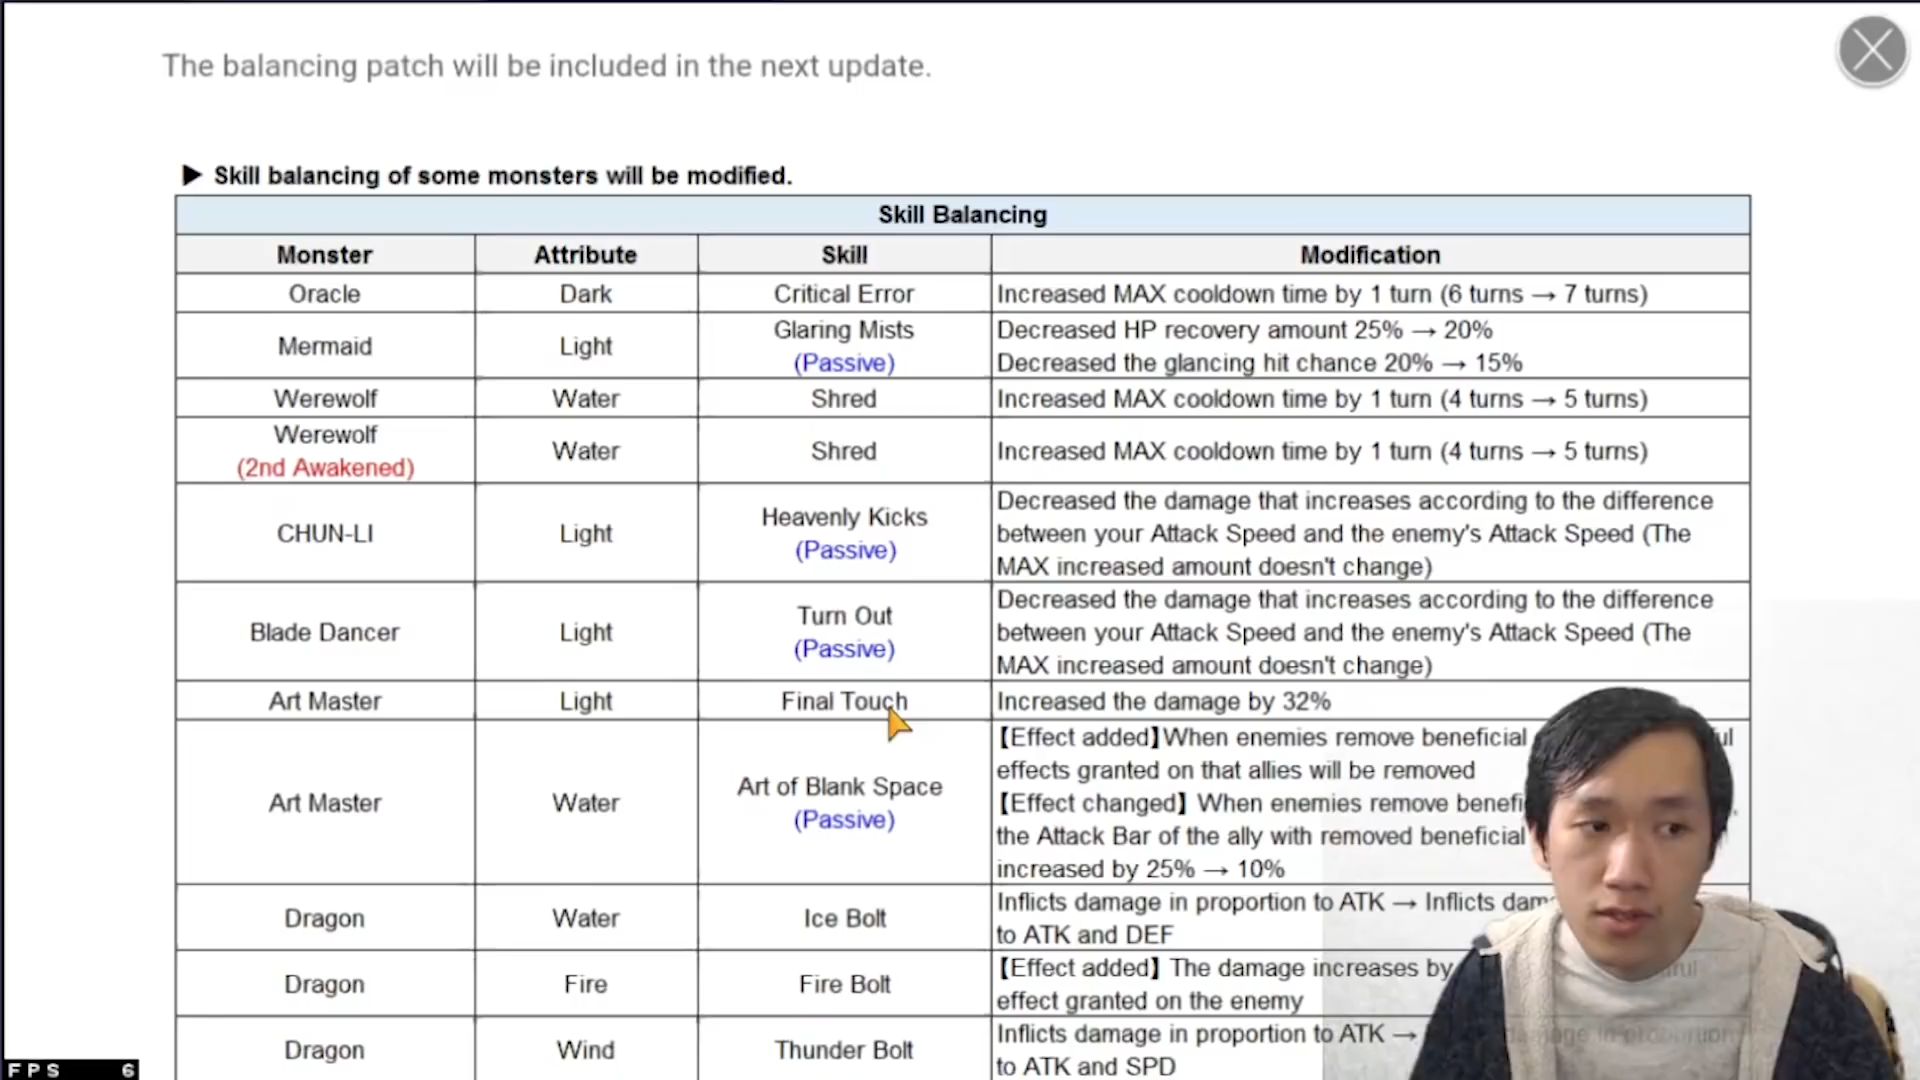 The balancing patch will be included in the next update.
▶ Skill balancing of some monsters will be modified.
Skill Balancing
Monster Attribute Skill Modification
Oracle Dark Critical Error Increased MAX cooldown time by 1 turn (6 turns → 7 turns)
Mermaid Light Glaring Mists (Passive) Decreased HP recovery amount 25% → 20%
Decreased the glancing hit chance 20% → 15%
Werewolf Water Shred Increased MAX cooldown time by 1 turn (4 turns → 5 turns)
Werewolf (2nd Awakened) Water Shred Increased MAX cooldown time by 1 turn (4 turns → 5 turns)
CHUN-LI Light Heavenly Kicks (Passive) Decreased the damage that increases according to the difference
between your Attack Speed and the enemy's Attack Speed (The
MAX increased amount doesn't change)
Blade Dancer Light Turn Out (Passive) Decreased the damage that increases according to the difference
between your Attack Speed and the enemy's Attack Speed (The
MAX increased amount doesn't change)
Art Master Light Final Touch Increased the damage by 32%
Art Master Water Art of Blank Space (Passive) 【Effect added】When enemies remove beneficial
effects granted on that allies will be removed
【Effect changed】 When enemies remove
the Attack Bar of the ally with removed beneficial
increased by 25% → 10%
Dragon Water Ice Bolt Inflicts damage in proportion to ATK → Inflicts
to ATK and DEF
Dragon Fire Fire Bolt 【Effect added】 The damage increases by
effect granted on the enemy
Dragon Wind Thunder Bolt Inflicts damage in proportion to ATK → damage in proportion
to ATK and SPD
FPS 6